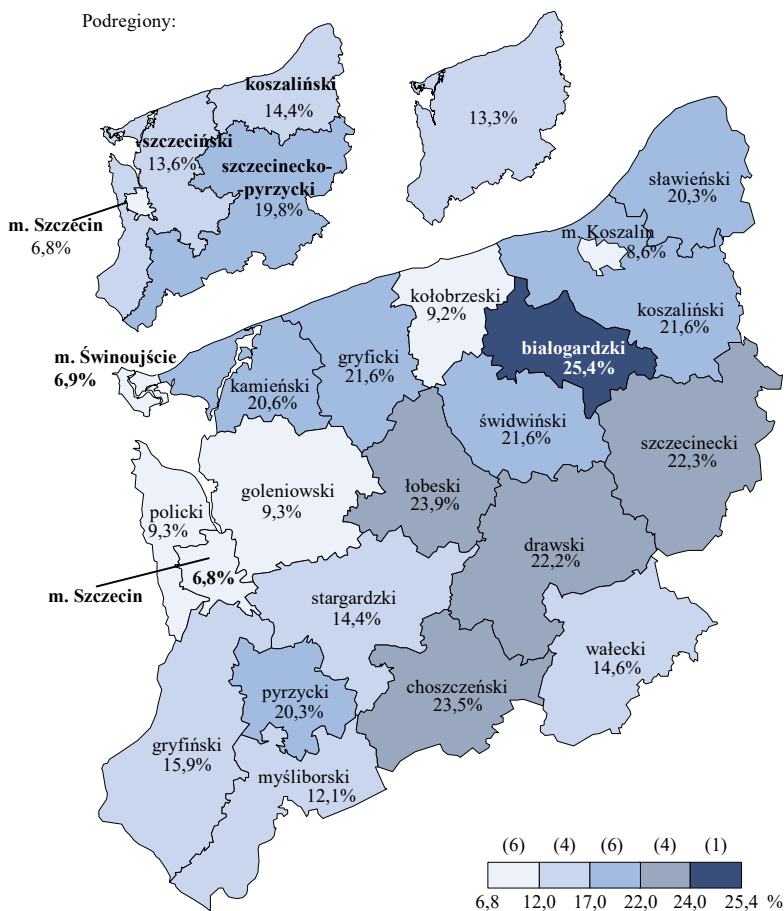 Podregiony:
koszaliński
14,4%
szczeciński
13,6%
szczecinecko-
-pyrzycki
19,8%
m. Szczecin
6,8%
13,3%
sławieński
20,3%
m. Koszalin
8,6%
kołobrzeski
9,2%
koszaliński
21,6%
białogardzki
25,4%
m. Świnoujście
6,9%
gryficki
21,6%
kamieński
20,6%
świdwiński
21,6%
szczecinecki
22,3%
goleniowski
9,3%
łobeski
23,9%
policki
9,3%
drawski
22,2%
6,8%
m. Szczecin
stargardzki
14,4%
wałecki
14,6%
pyrzycki
20,3%
choszczeński
23,5%
gryfiński
15,9%
myśliborski
12,1%
(6) (4) (6) (4) (1)
6,8 12,0 17,0 22,0 24,0 25,4 %